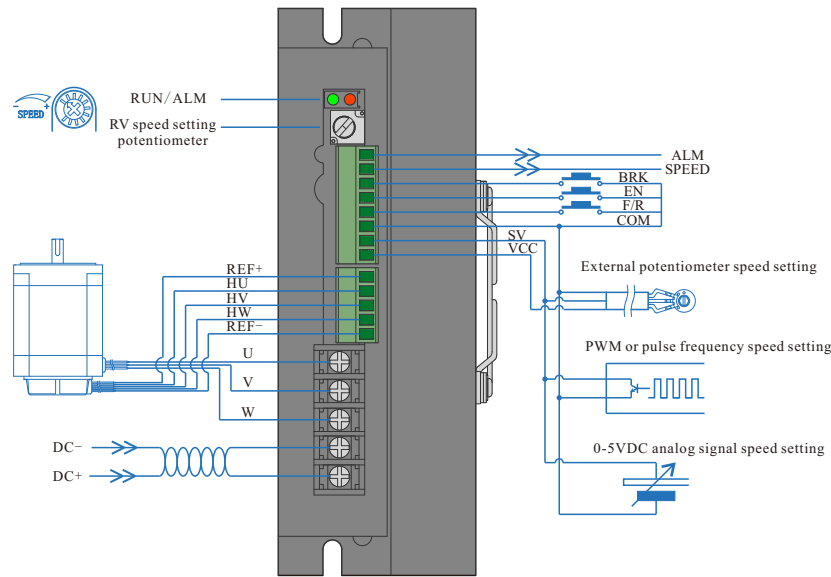 RUN/ALM
- SPEED +
RV speed setting
potentiometer
ALM
SPEED
BRK
EN
F/R
COM
SV
VCC
External potentiometer speed setting
REF+
HU
HV
HW
REF−
PWM or pulse frequency speed setting
U
V
W
0-5VDC analog signal speed setting
DC−
DC+